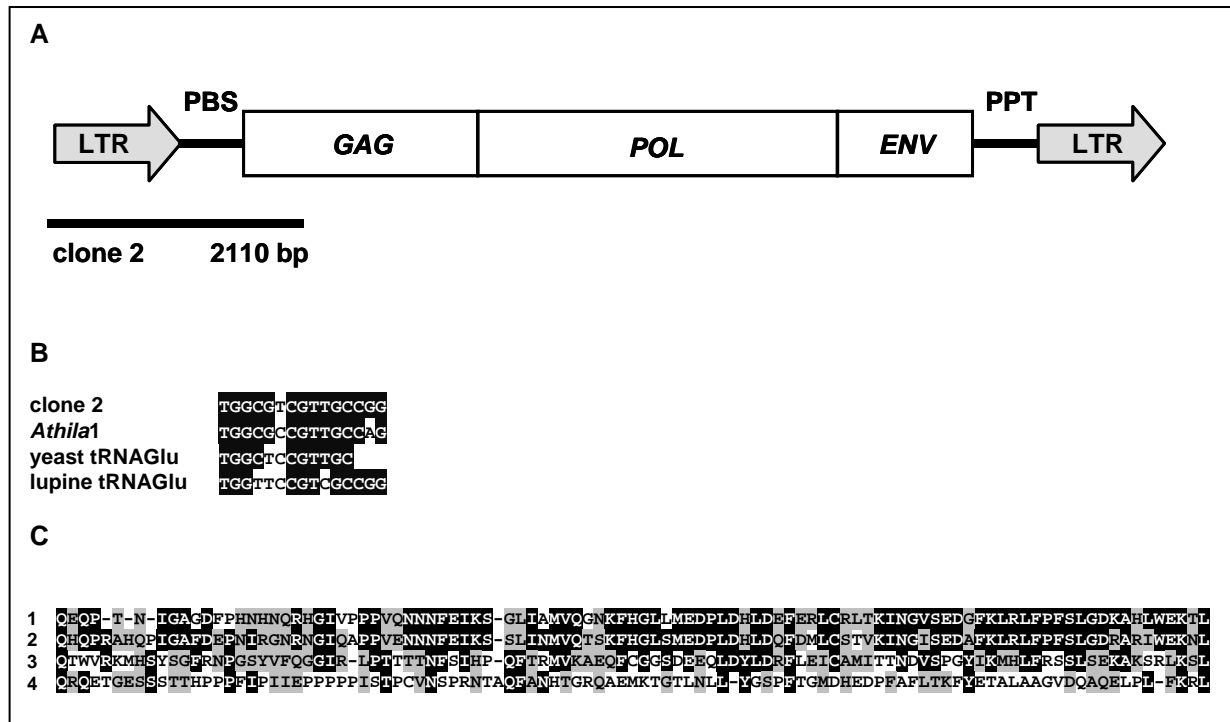 A
PBS PPT
LTR GAG POL ENV LTR
clone 2 2110 bp
B
clone 2 TGGCGTCGTTGCCGG
Athila1 TGGCGCCGTTGCCAG
yeast tRNAGlu TGGCTCCGTTGC
lupine tRNAGlu TGGTTCCGTCGCCGG
C
1 QEQP-T-N-IGAGDFPHNHNQRHGIVPPPVQNNNFEIKS-GLIAMVQGNKFHGLLMEDPLDHLDEFERLCRLTKINGVSEDGFKLRLFPFSLGDKAHLWEKTL
2 QHQPRAHQPIGAFDEPNIRGNRNGIQAPPVENNNFEIKS-SLINMVQTSKFHGLSMEDPLDHLDQFDMLCSTVKINGISEDAFKLRLFPFSLGDRARIWEKNL
3 QTWVRKMHSYSGFRNPGSYVFQGGIR-LPTTTTNFSIHP-QFTRMVKAEQFCGGSDEEQLDYLDRFLEICAMITTNDVSPGYIKMHLFRSSLSEKAKSRLKSL
4 QRQETGESSSTTHPPPFIPIIEPPPPPISTPCVNSPRNTAQFANHTGRQAEMKTGTLNLL-YGSPFTGMDHEDPFAFLTKFYETALAAGVDQAQELPL-FKRL